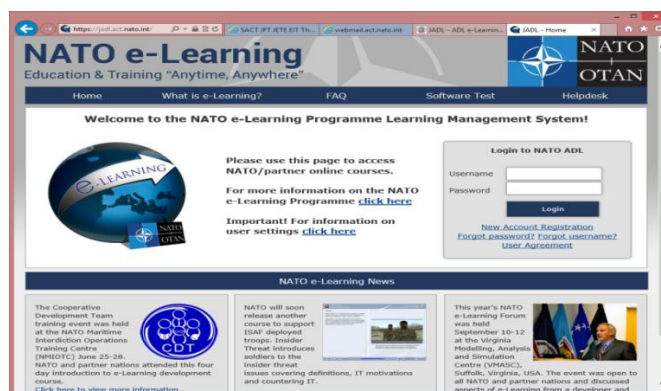 https://jadl.act.nato.int/
SACT JFT JETE EIT Th...
webmail.act.nato.int
JADL - ADL e-Learnin...
JADL - Home
NATO e-Learning
Education & Training "Anytime, Anywhere"
NATO
OTAN
Home What is e-Learning? FAQ Software Test Helpdesk
Welcome to the NATO e-Learning Programme Learning Management System!
E-LEARNING
NATO
OTAN
Please use this page to access
NATO/partner online courses.
For more information on the NATO
e-Learning Programme click here
Important! For information on
user settings click here
Login to NATO ADL
Username
Password
Login
New Account Registration
Forgot password? Forgot username?
User Agreement
NATO e-Learning News
The Cooperative
Development Team
training event was held
at the NATO Maritime
Interdiction Operations
Training Centre
(NMIOTC) June 25-28.
NATO and partner nations attended this four
day introduction to e-Learning development
course.
Click here to view more information...
CDT
NATO will soon
release another
course to support
ISAF deployed
troops. Insider
Threat introduces
soldiers to the
insider threat
issues covering definitions, IT motivations
and countering IT.
This year's NATO
e-Learning Forum
was held
September 10-12
at the Virginia
Modelling, Analysis
and Simulation
Centre (VMASC),
Suffolk, Virginia, USA. The event was open to
all NATO and partner nations and discussed
aspects of e-Learning from a developer and